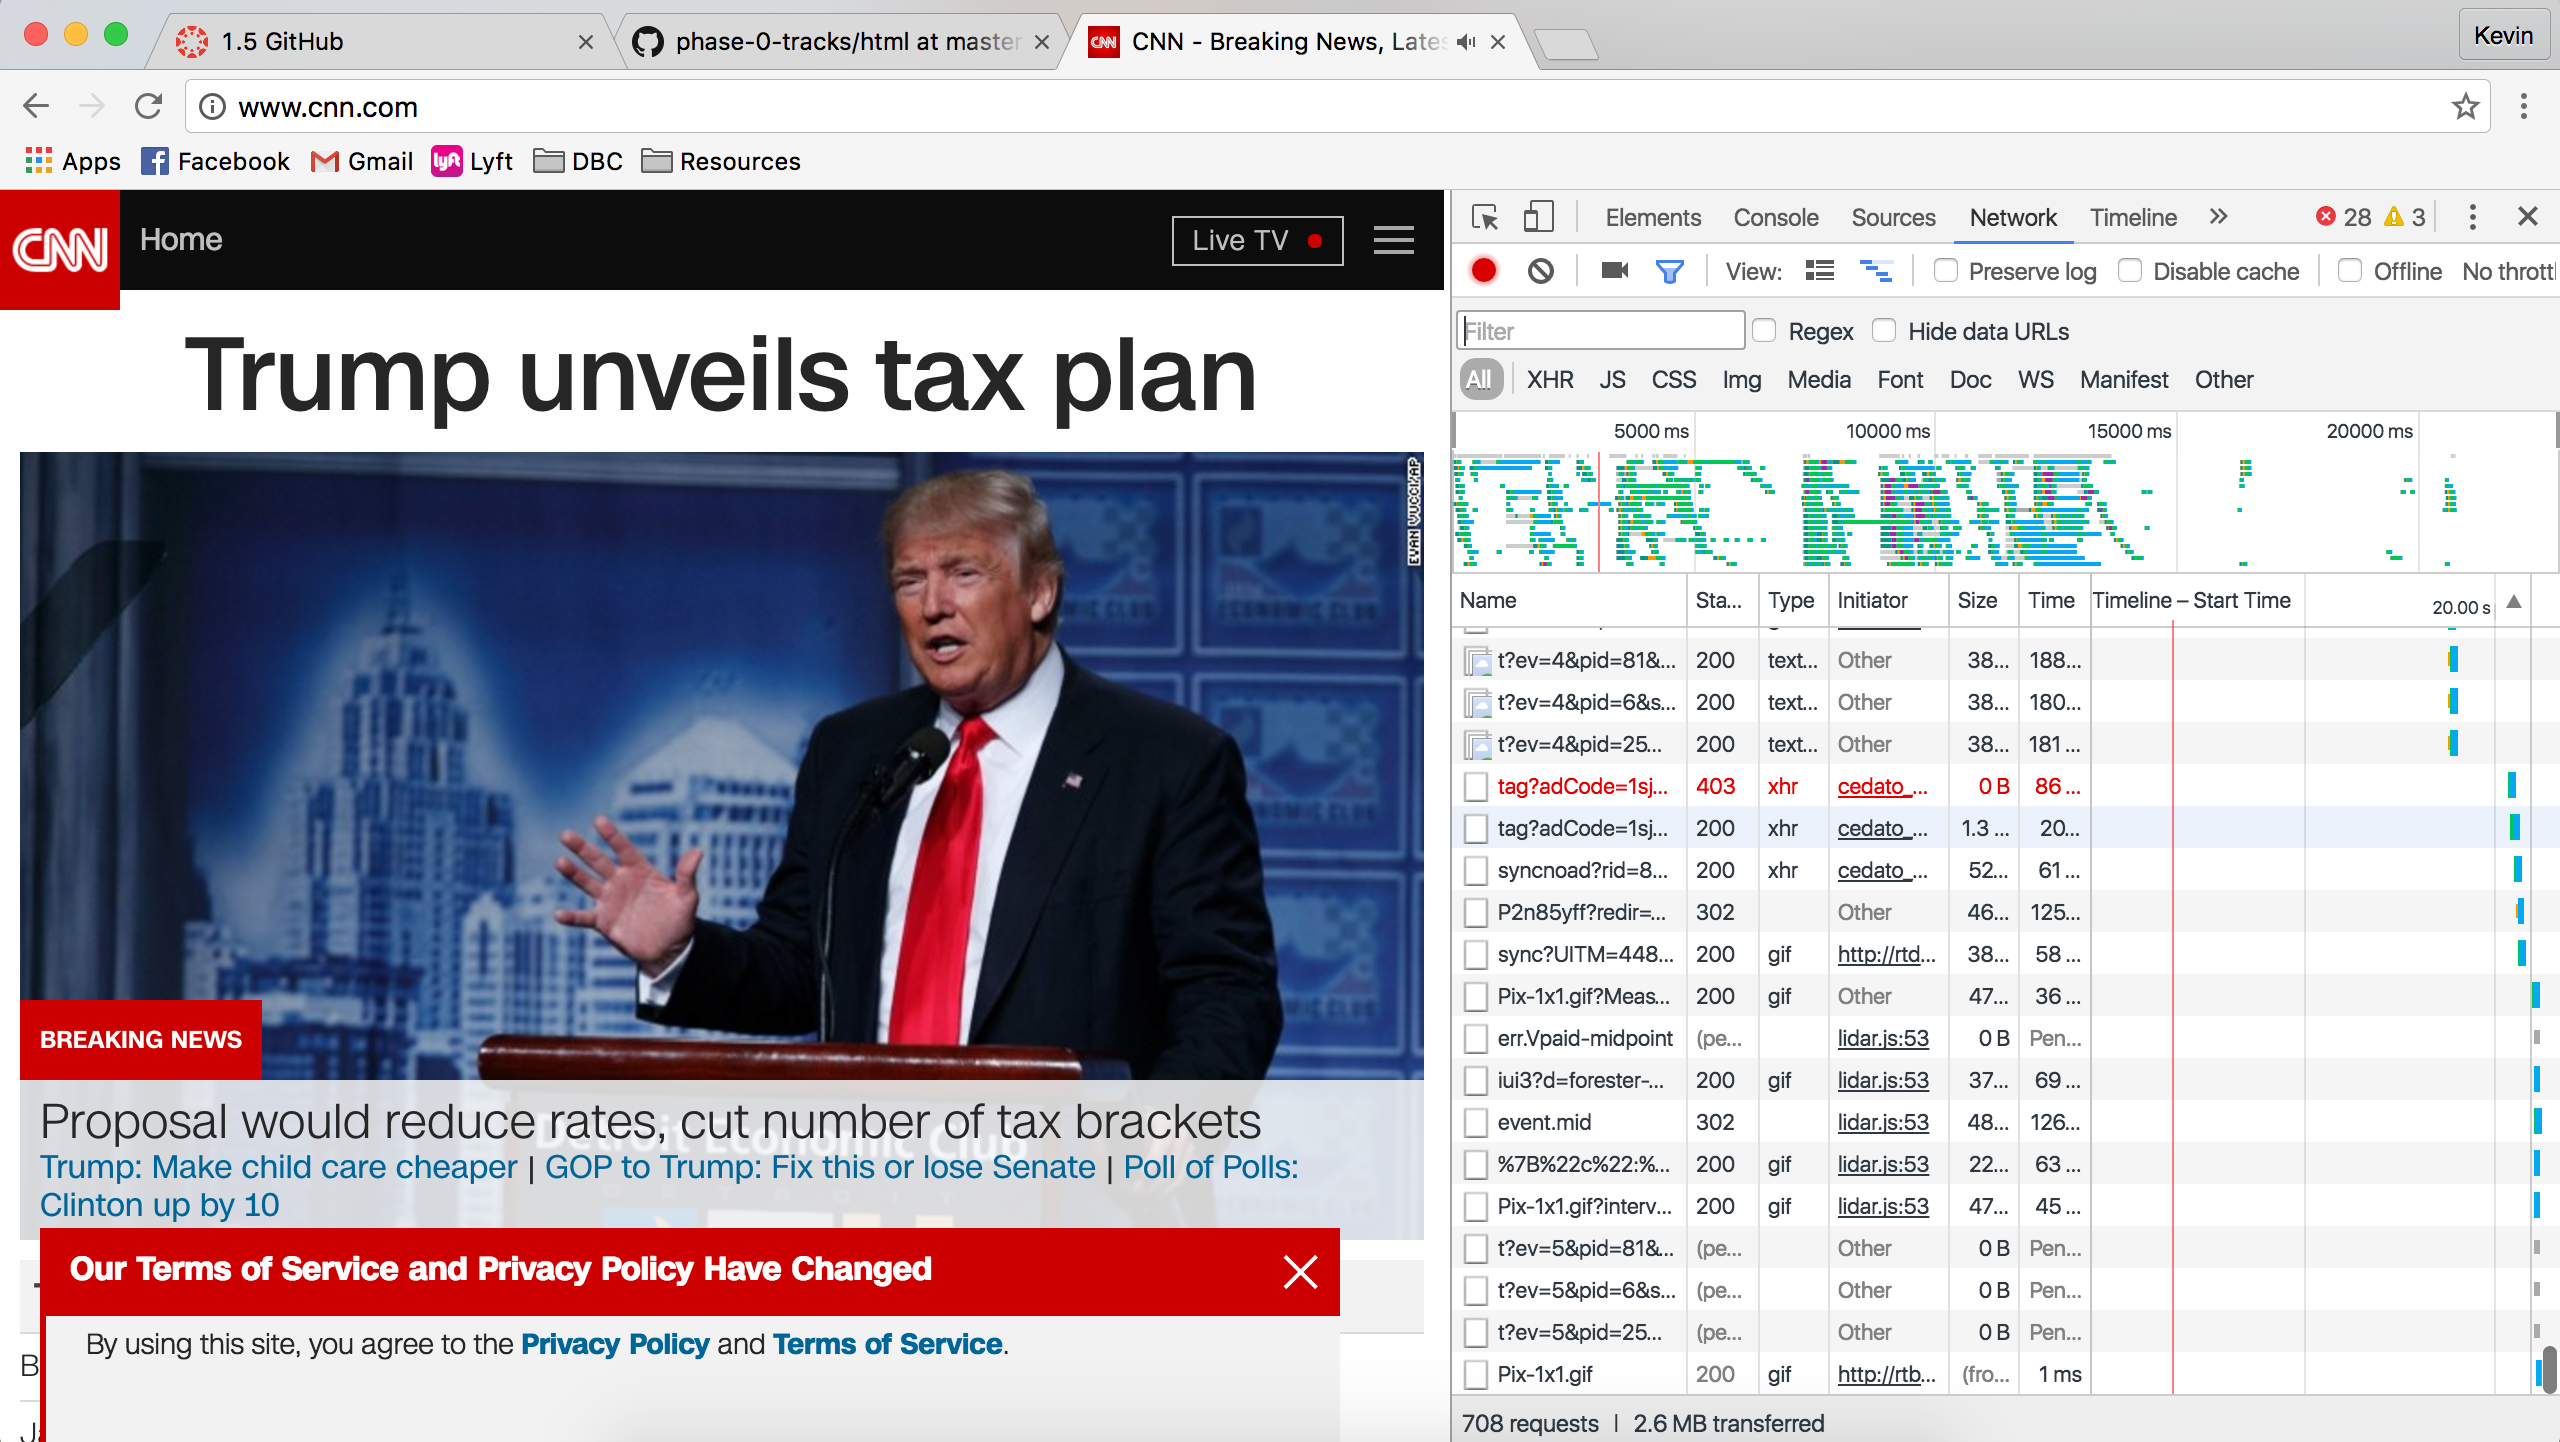 1.5 GitHub
phase-0-tracks/html at master
CNN - Breaking News, Lates
Kevin
www.cnn.com
Apps
Facebook
Gmail
Lyft
DBC
Resources
CNN
Home
Live TV
Trump unveils tax plan
EVAN VUCCI/AP
BREAKING NEWS
Proposal would reduce rates, cut number of tax brackets
Trump: Make child care cheaper | GOP to Trump: Fix this or lose Senate | Poll of Polls:
Clinton up by 10
Our Terms of Service and Privacy Policy Have Changed
By using this site, you agree to the Privacy Policy and Terms of Service.
Elements Console Sources Network Timeline » 28 3
View: Preserve log Disable cache Offline No thrott
Filter Regex Hide data URLs
All XHR JS CSS Img Media Font Doc WS Manifest Other
5000 ms 10000 ms 15000 ms 20000 ms
Name Sta... Type Initiator Size Time Timeline – Start Time 20.00 s
t?ev=4&pid=81&... 200 text... Other 38... 188...
t?ev=4&pid=6&s... 200 text... Other 38... 180...
t?ev=4&pid=25... 200 text... Other 38... 181 ...
tag?adCode=1sj... 403 xhr cedato_... 0 B 86 ...
tag?adCode=1sj... 200 xhr cedato_... 1.3 ... 20...
syncnoad?rid=8... 200 xhr cedato_... 52... 61 ...
P2n85yff?redir=... 302 Other 46... 125...
sync?UITM=448... 200 gif http://rtd... 38... 58 ...
Pix-1x1.gif?Meas... 200 gif Other 47... 36 ...
err.Vpaid-midpoint (pe... lidar.js:53 0 B Pen...
iui3?d=forester-... 200 gif lidar.js:53 37... 69 ...
event.mid 302 lidar.js:53 48... 126...
%7B%22c%22:%... 200 gif lidar.js:53 22... 63 ...
Pix-1x1.gif?interv... 200 gif lidar.js:53 47... 45 ...
t?ev=5&pid=81&... (pe... Other 0 B Pen...
t?ev=5&pid=6&s... (pe... Other 0 B Pen...
t?ev=5&pid=25... (pe... Other 0 B Pen...
Pix-1x1.gif 200 gif http://rtb... (fro... 1 ms
708 requests | 2.6 MB transferred